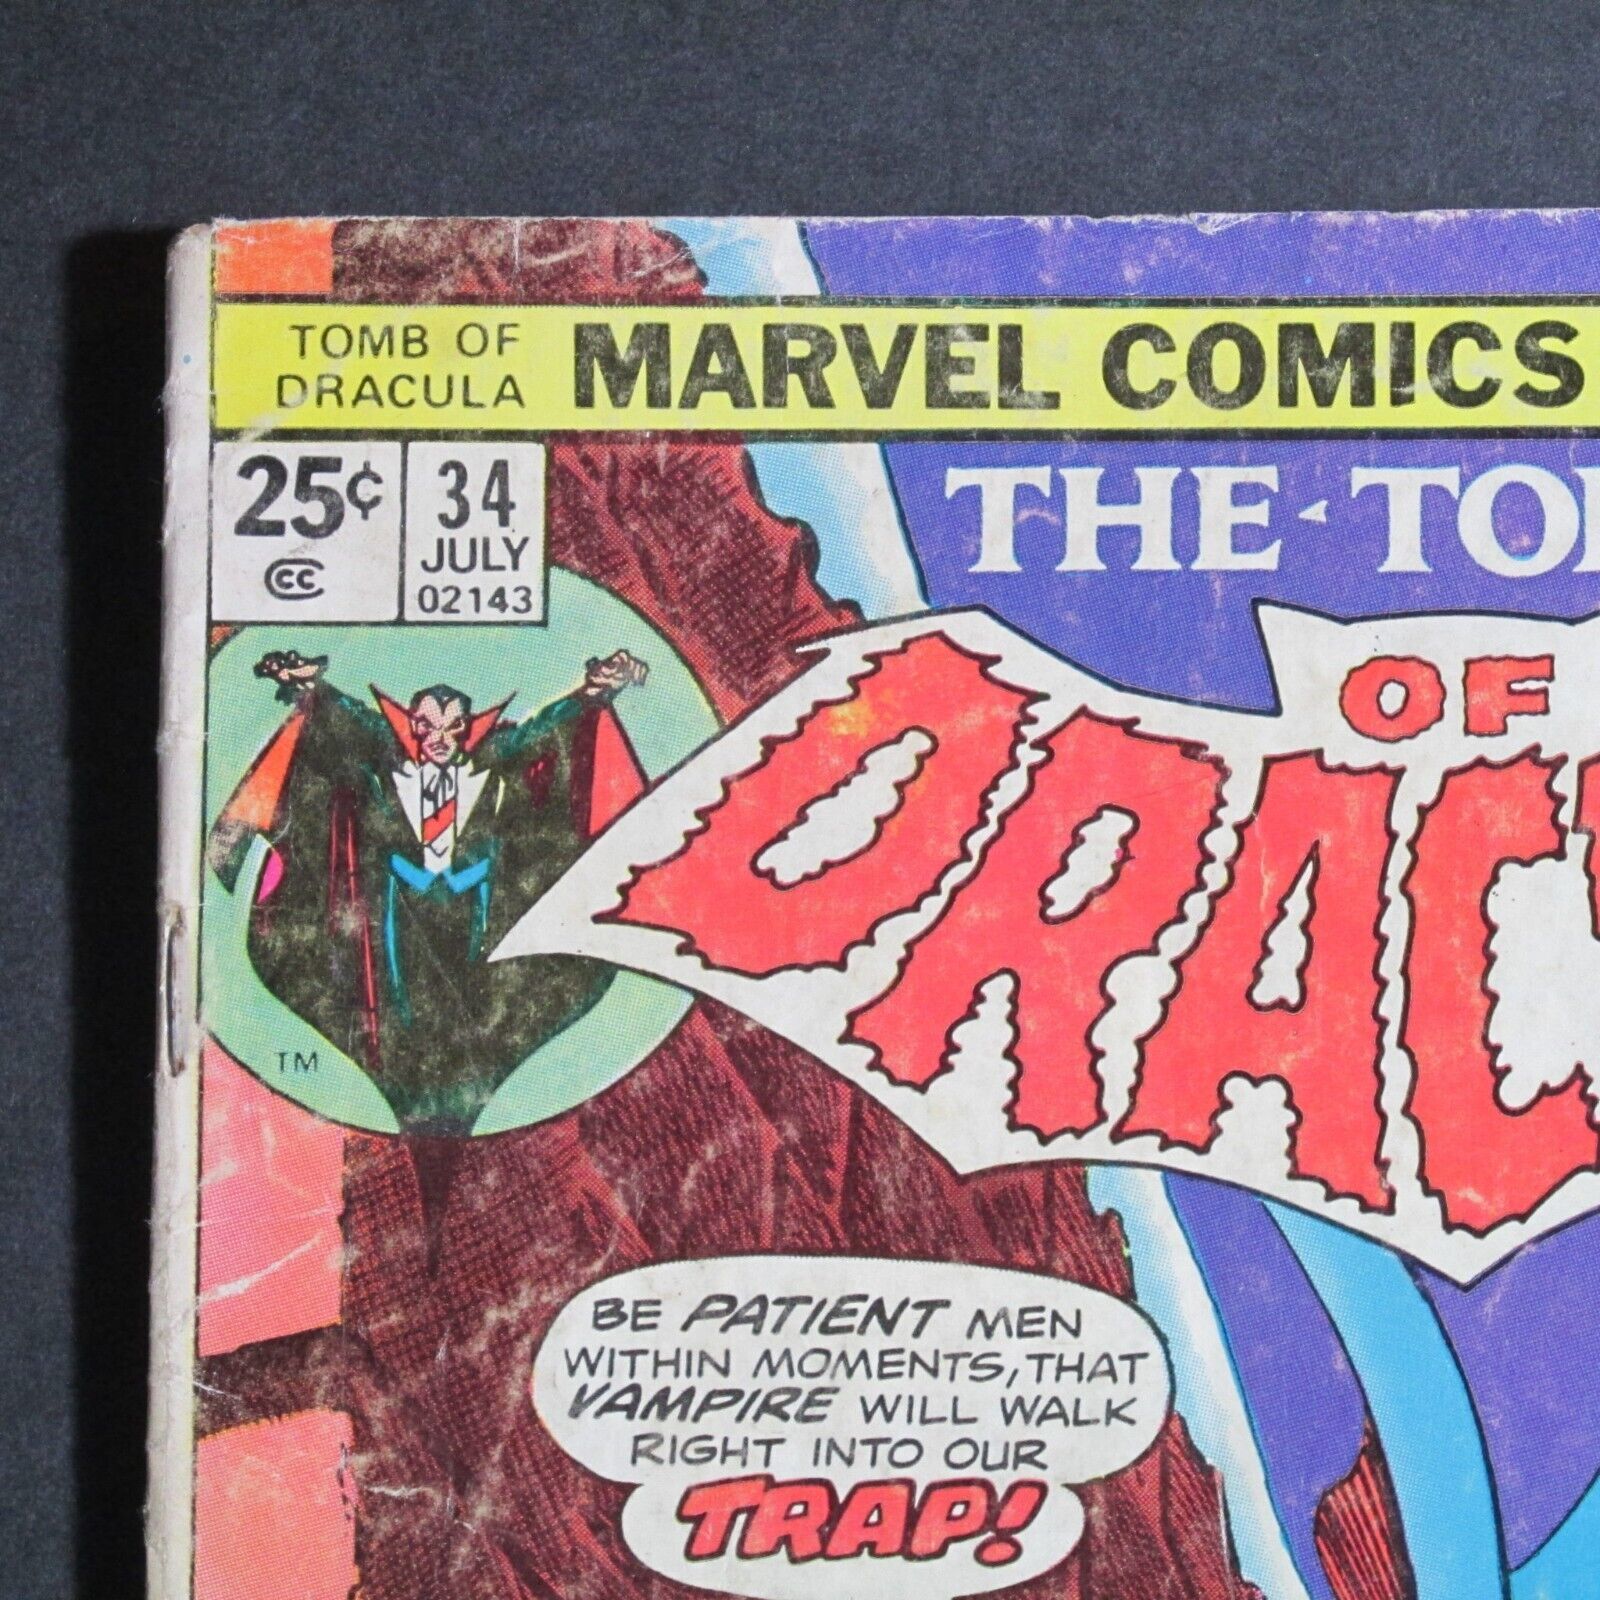 TOMB OF
DRACULA
MARVEL COMICS
25¢
CC
34
JULY
02143
THE TO
OF
DRAC
TM
BE PATIENT MEN
WITHIN MOMENTS, THAT
VAMPIRE WILL WALK
RIGHT INTO OUR
TRAP!